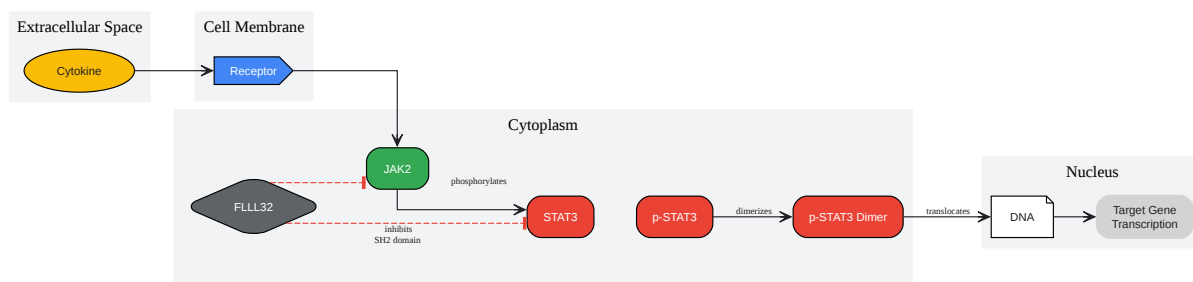 Extracellular Space
Cell Membrane
Cytokine
Receptor
Cytoplasm
JAK2
phosphorylates
FLLL32
inhibits
SH2 domain
STAT3
p-STAT3
dimerizes
p-STAT3 Dimer
translocates
Nucleus
DNA
Target Gene
Transcription